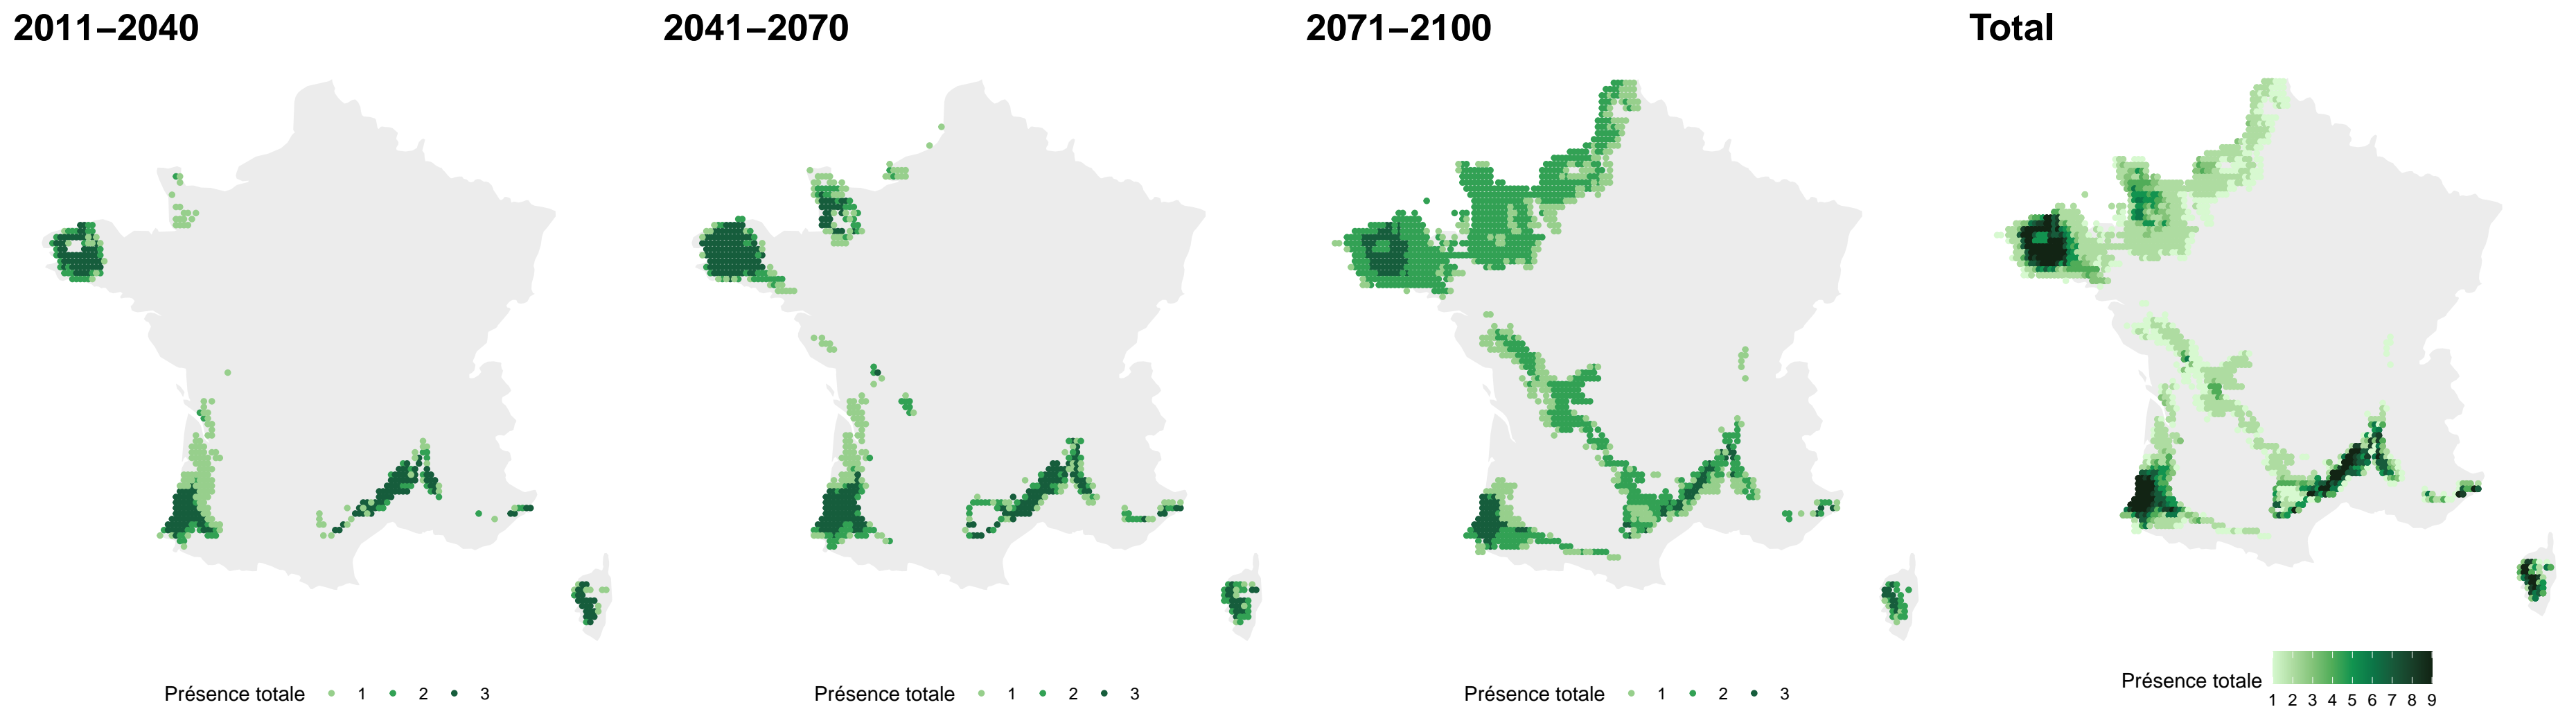 2011–2040
2041–2070
2071–2100
Total
Présence totale 1 2 3
Présence totale 1 2 3
Présence totale 1 2 3
Présence totale
1 2 3 4 5 6 7 8 9